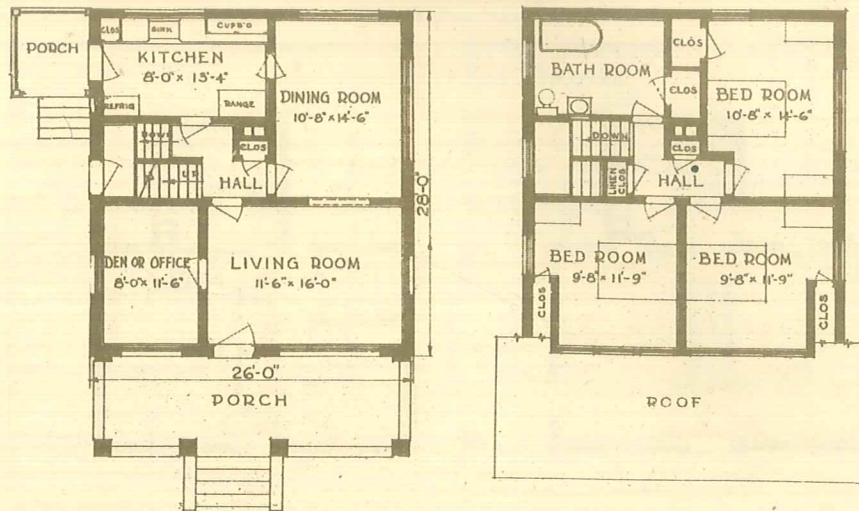 CLOS
SINK
CUPB'D
PORCH
KITCHEN
8'-0" x 13'-4"
REFRIG
RANGE
DINING ROOM
10'-8" x 14'-6"
DOWN
CLOS
UP
HALL
28'-0"
DEN OR OFFICE
8'-0" x 11'-6"
LIVING ROOM
11'-6" x 16'-0"
26'-0"
PORCH
BATH ROOM
CLOS
CLOS
BED ROOM
10'-8" x 14'-6"
DOWN
CLOS
LINEN
CLOS
HALL
BED ROOM
9'-8" x 11'-9"
BED ROOM
9'-8" x 11'-9"
CLOS
CLOS
ROOF